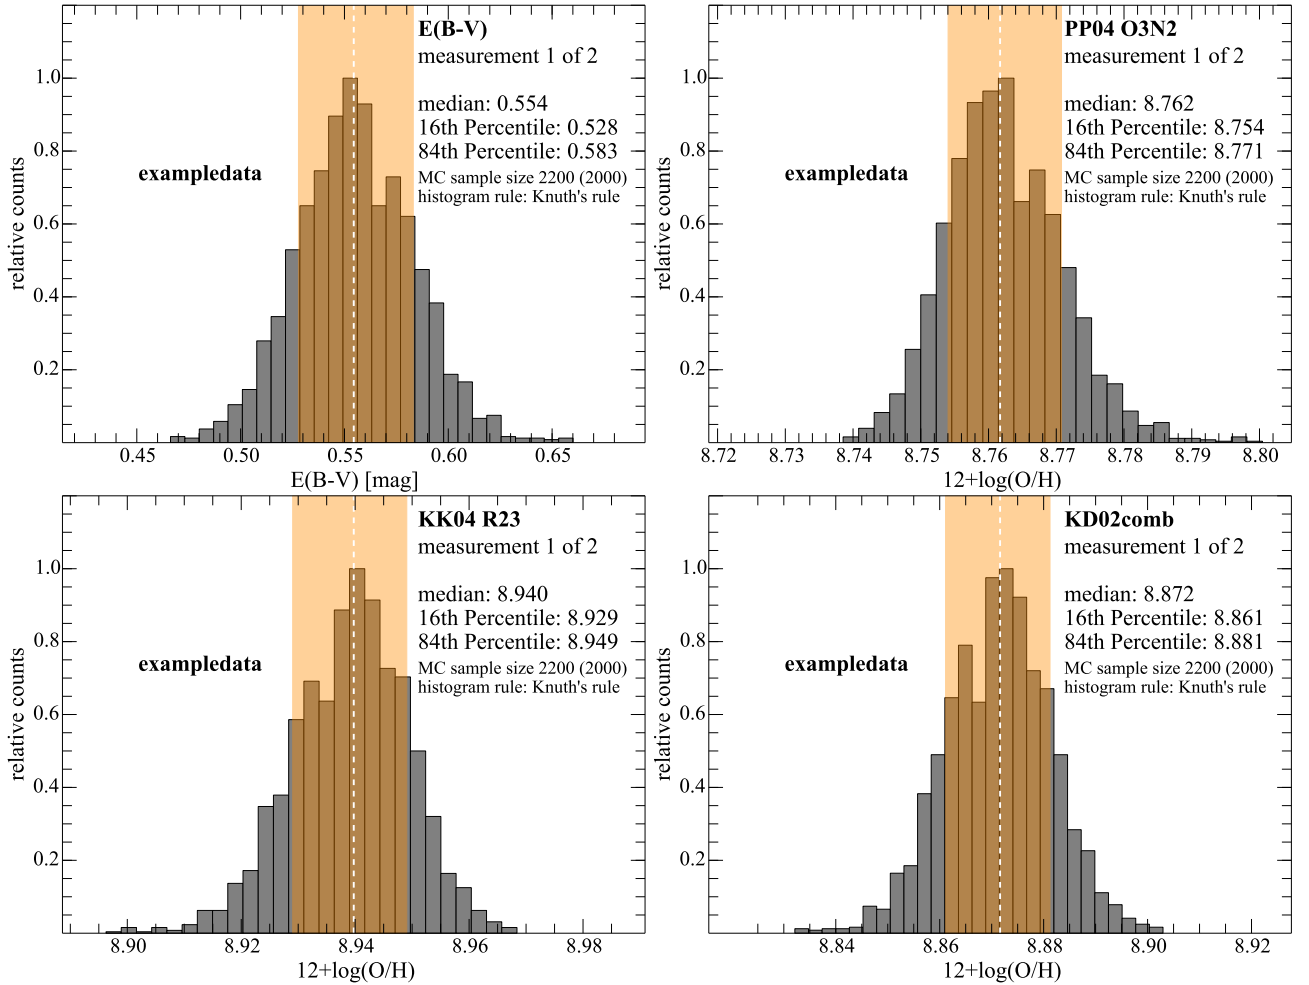 E(B-V)
measurement 1 of 2
median: 0.554
16th Percentile: 0.528
84th Percentile: 0.583
MC sample size 2200 (2000)
histogram rule: Knuth's rule
exampledata
relative counts
1.0
0.8
0.6
0.4
0.2
0.45 0.50 0.55 0.60 0.65
E(B-V) [mag]
PP04 O3N2
measurement 1 of 2
median: 8.762
16th Percentile: 8.754
84th Percentile: 8.771
MC sample size 2200 (2000)
histogram rule: Knuth's rule
exampledata
relative counts
1.0
0.8
0.6
0.4
0.2
8.72 8.73 8.74 8.75 8.76 8.77 8.78 8.79 8.80
12+log(O/H)
KK04 R23
measurement 1 of 2
median: 8.940
16th Percentile: 8.929
84th Percentile: 8.949
MC sample size 2200 (2000)
histogram rule: Knuth's rule
exampledata
relative counts
1.0
0.8
0.6
0.4
0.2
8.90 8.92 8.94 8.96 8.98
12+log(O/H)
KD02comb
measurement 1 of 2
median: 8.872
16th Percentile: 8.861
84th Percentile: 8.881
MC sample size 2200 (2000)
histogram rule: Knuth's rule
exampledata
relative counts
1.0
0.8
0.6
0.4
0.2
8.84 8.86 8.88 8.90 8.92
12+log(O/H)